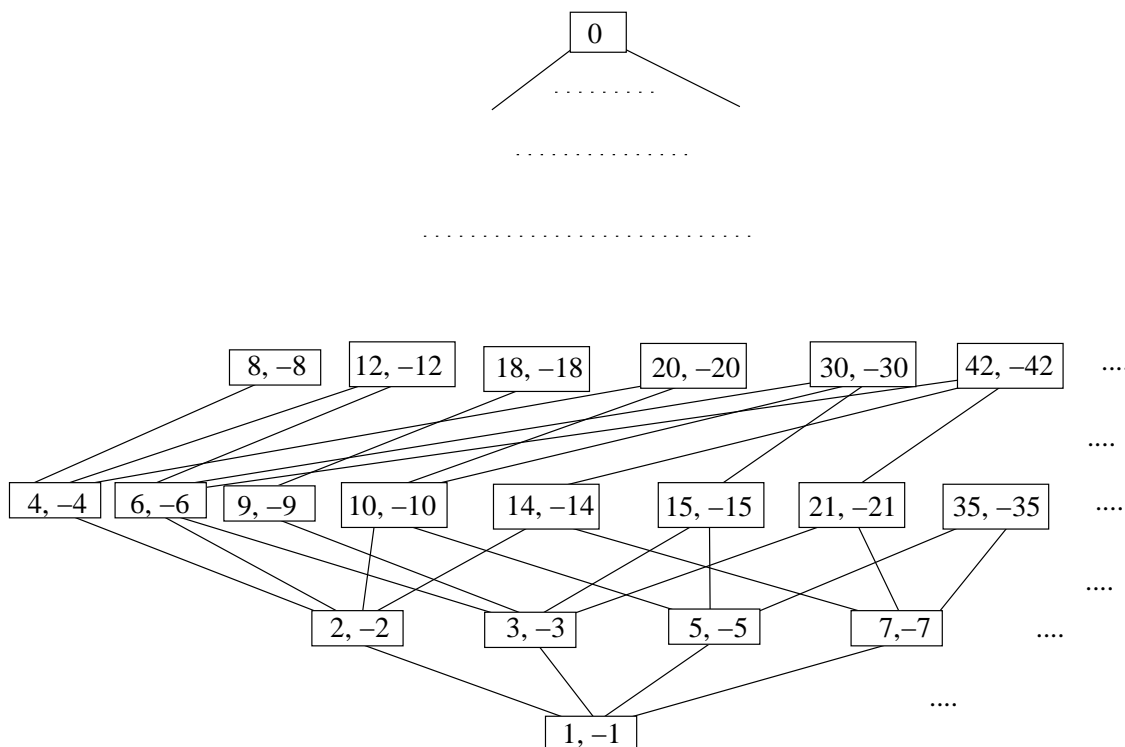 0
. . . . . . . . .
. . . . . . . . . . . . . . .
. . . . . . . . . . . . . . . . . . . . . . . . . . . .
8, –8 12, –12 18, –18 20, –20 30, –30 42, –42 ....
....
4, –4 6, –6 9, –9 10, –10 14, –14 15, –15 21, –21 35, –35 ....
....
2, –2 3, –3 5, –5 7,–7 ....
....
1, –1